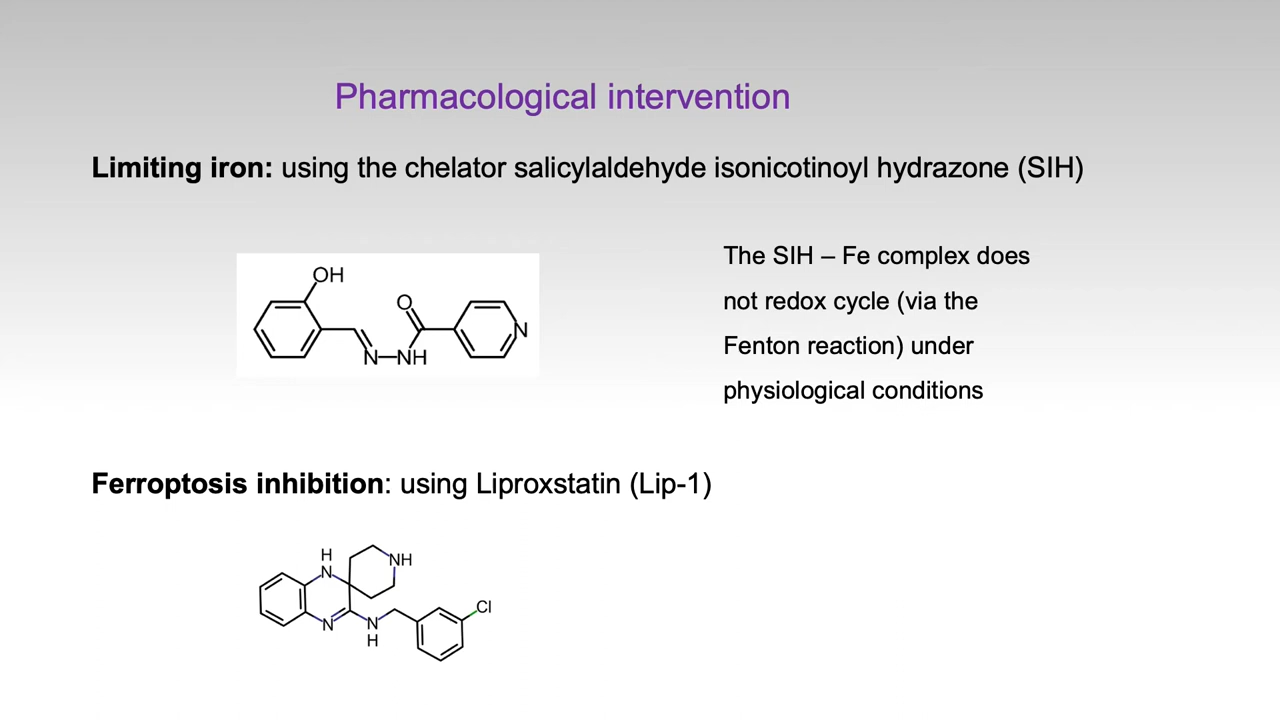 Pharmacological intervention
Limiting iron: using the chelator salicylaldehyde isonicotinoyl hydrazone (SIH)
The SIH – Fe complex does
not redox cycle (via the
Fenton reaction) under
physiological conditions
OH
O
N
N–NH
Ferroptosis inhibition: using Liproxstatin (Lip-1)
H
N
NH
Cl
N
N
H